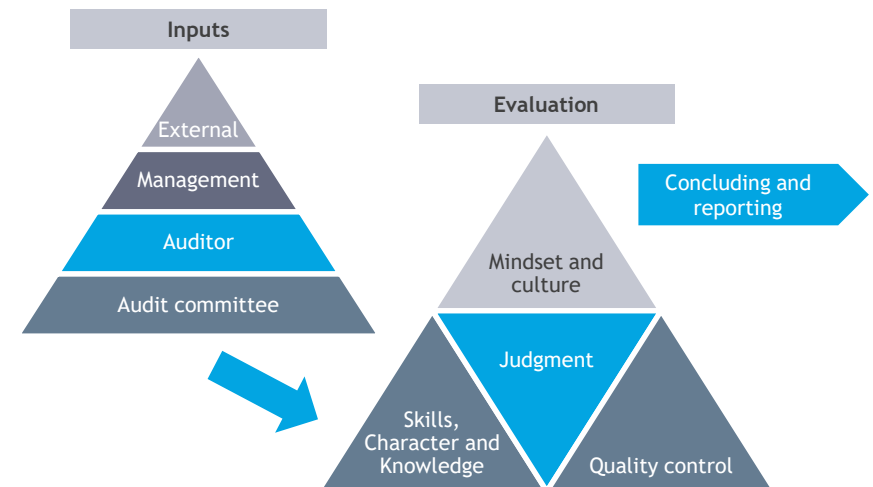 Inputs
External
Management
Auditor
Audit committee
Evaluation
Mindset and
culture
Judgment
Skills,
Character and
Knowledge
Quality control
Concluding and
reporting